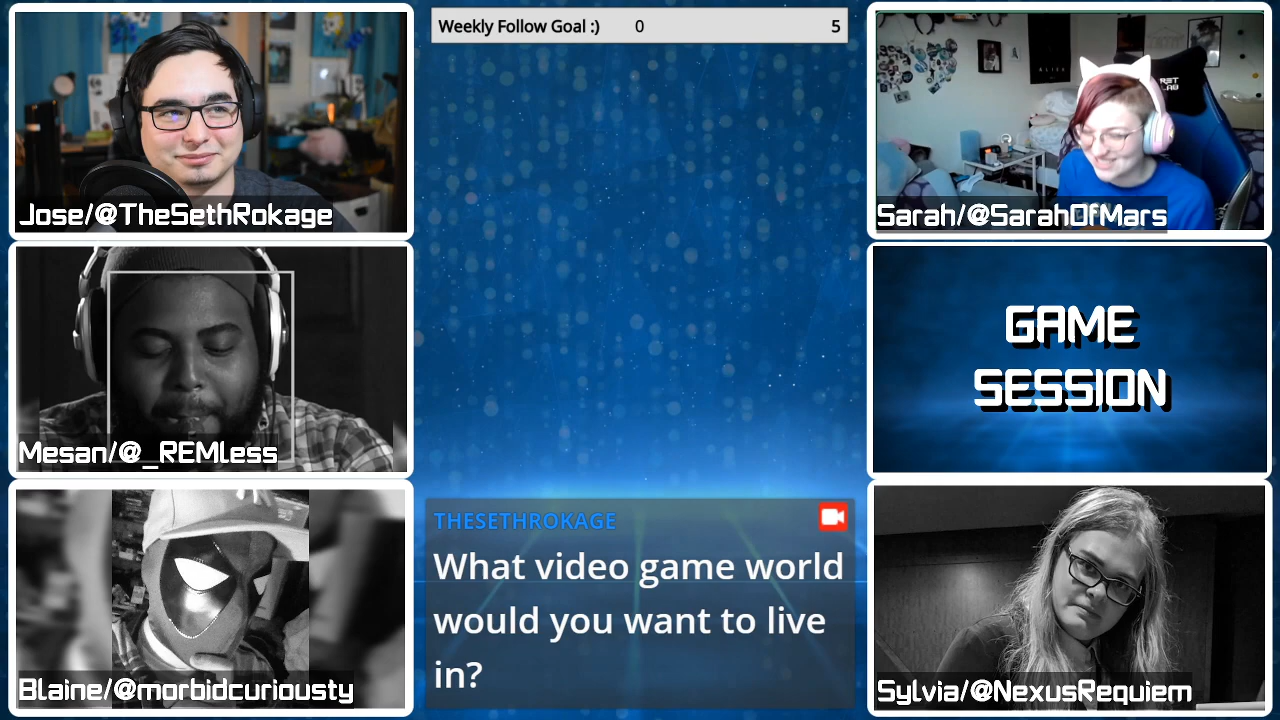 Weekly Follow Goal :) 0 5
Jose/@TheSethRokage
ALIEN
Sarah/@SarahOfMars
Mesan/@_REMless
GAME
SESSION
THESETHROKAGE
What video game world
would you want to live
in?
Blaine/@morbidcuriousty
Sylvia/@NexusRequiem